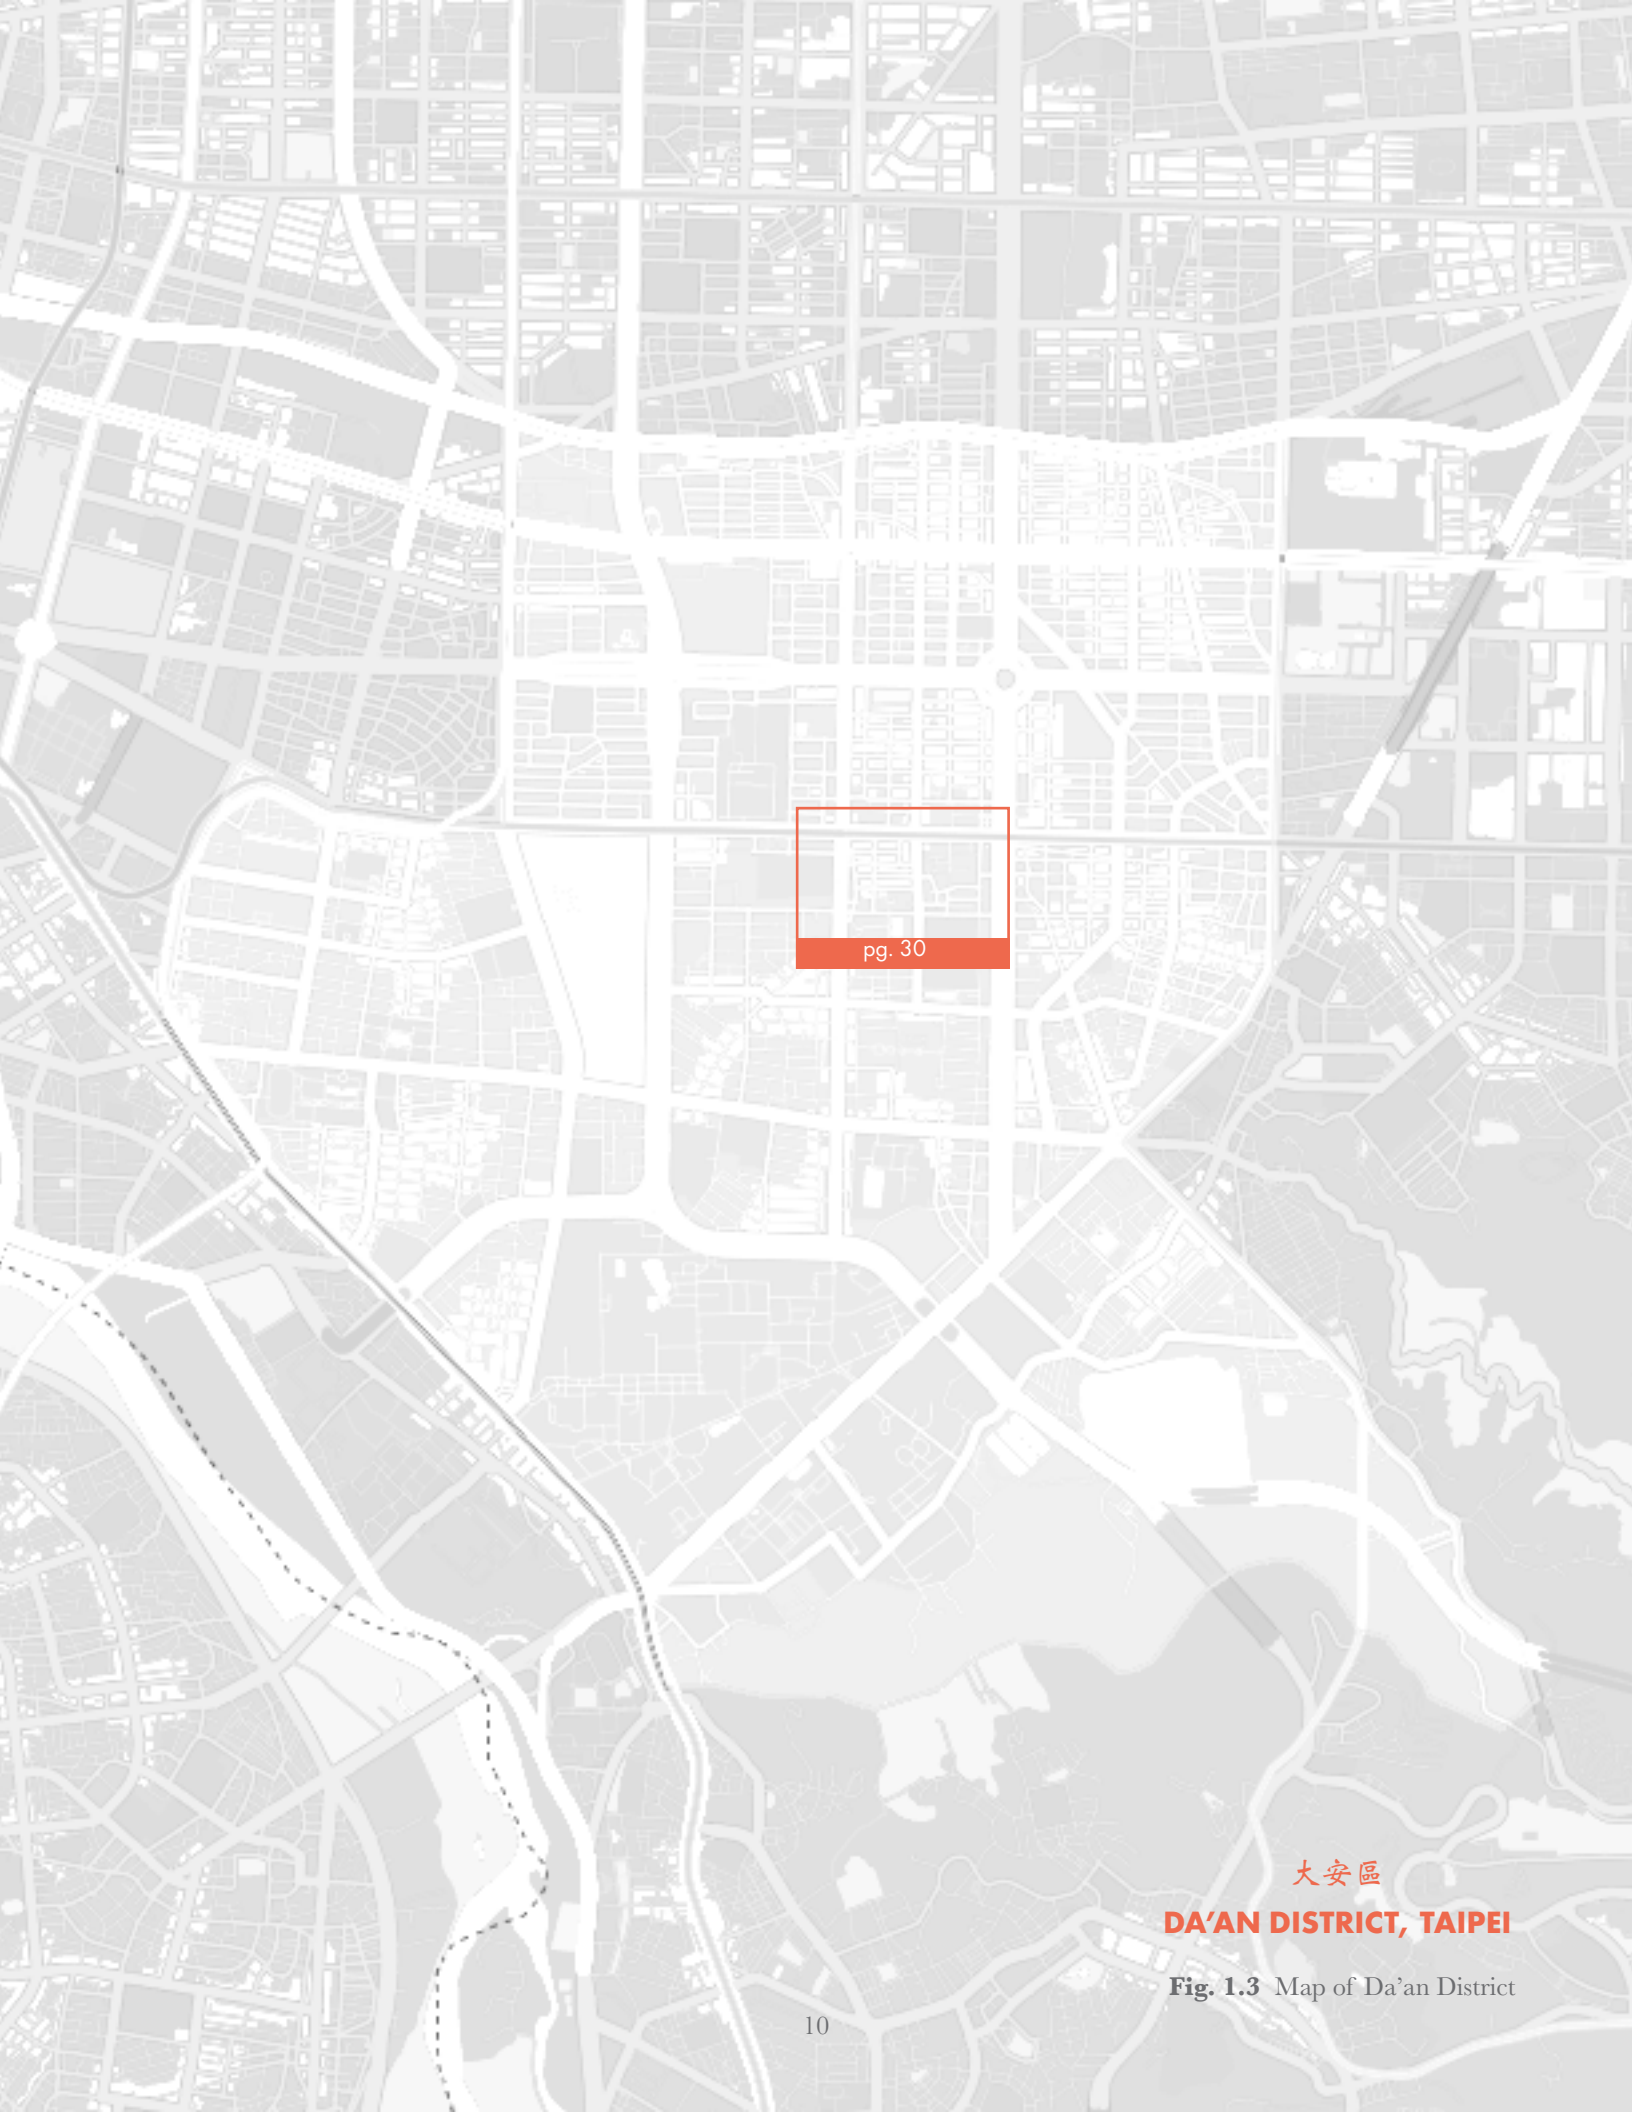 pg. 30
大安區
DA’AN DISTRICT, TAIPEI
Fig. 1.3 Map of Da’an District
10